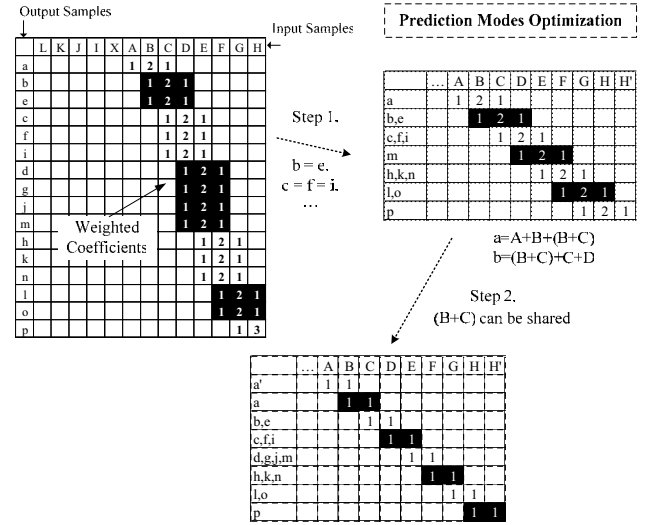 Output Samples
Input Samples
L K J I X A B C D E F G H
a 1 2 1
b 1 2 1
e 1 2 1
c 1 2 1
f 1 2 1
i 1 2 1
d 1 2 1
g 1 2 1
j 1 2 1
m 1 2 1
h 1 2 1
k 1 2 1
n 1 2 1
l 1 2 1
o 1 2 1
p 1 3
Weighted
Coefficients
Step 1,
b = e,
c = f = i,
...
Prediction Modes Optimization
... A B C D E F G H H'
a 1 2 1
b,e 1 2 1
c,f,i 1 2 1
m 1 2 1
h,k,n 1 2 1
l,o 1 2 1
p 1 2 1
a=A+B+(B+C)
b=(B+C)+C+D
Step 2,
(B+C) can be shared
... A B C D E F G H H'
a' 1 1
a 1 1
b,e 1 1
c,f,i 1 1
d,g,j,m 1 1
h,k,n 1 1
l,o 1 1
p 1 1